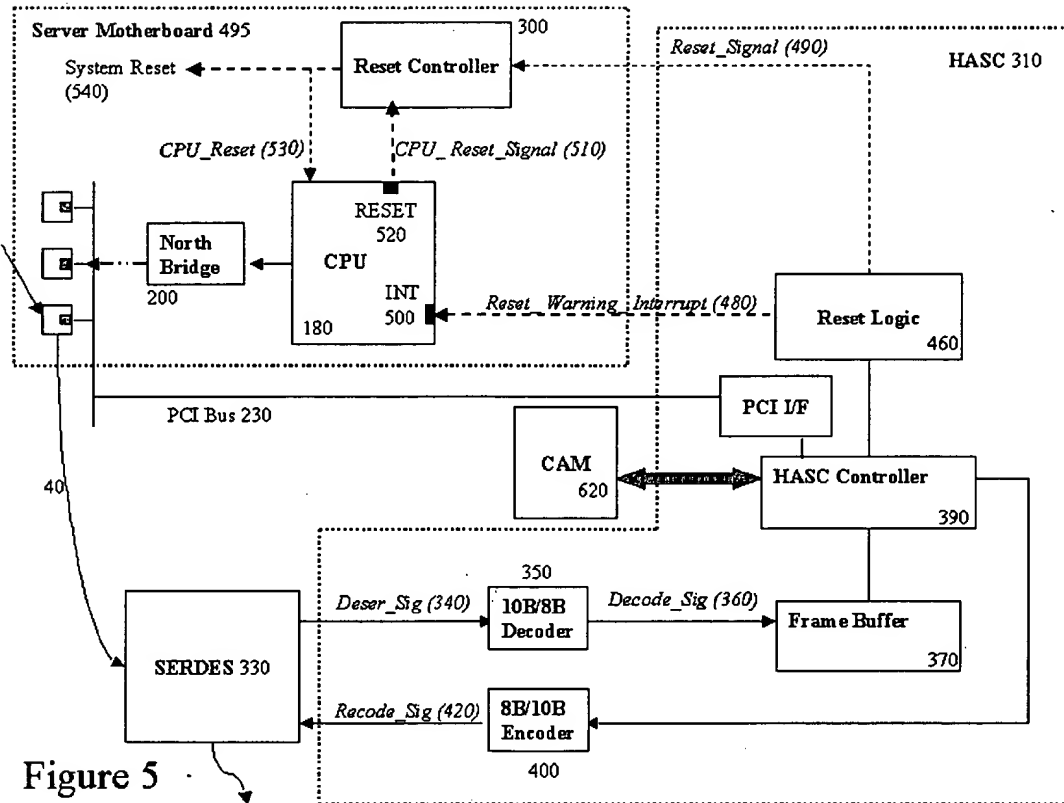 Server Motherboard 495
300
Reset_Signal (490)
HASC 310
System Reset
(540)
Reset Controller
CPU_Reset (530)
CPU_Reset_Signal (510)
RESET
520
North
Bridge
200
CPU
INT
500
180
Reset_Warning_Interrupt (480)
Reset Logic
460
PCI Bus 230
PCI I/F
40
CAM
620
HASC Controller
390
350
Deser_Sig (340)
10B/8B
Decoder
Decode_Sig (360)
Frame Buffer
370
SERDES 330
Recode_Sig (420)
8B/10B
Encoder
400
Figure 5